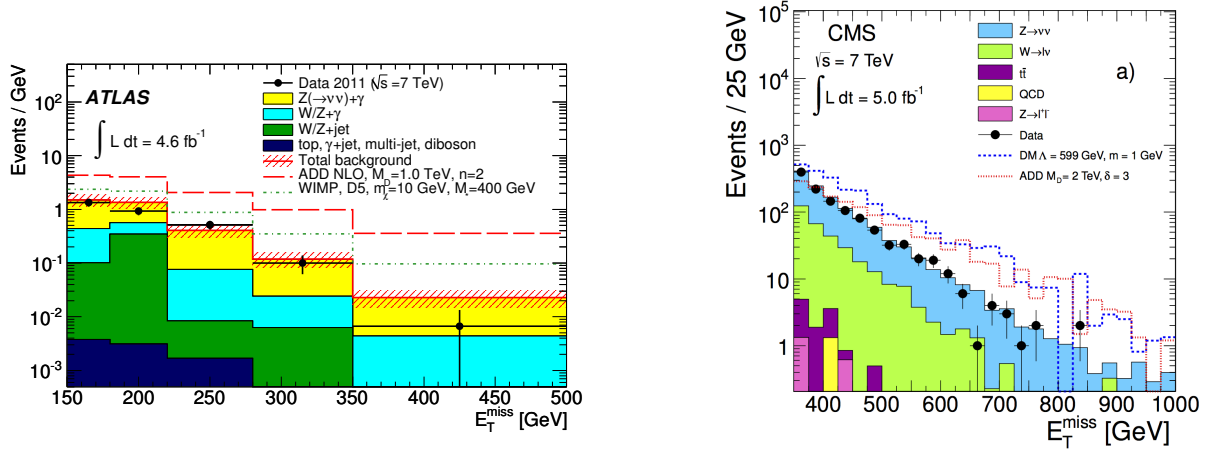 ATLAS
∫ L dt = 4.6 fb⁻¹
Data 2011 (√s =7 TeV)
Z(→νν)+γ
W/Z+γ
W/Z+jet
top, γ+jet, multi-jet, diboson
Total background
ADD NLO, M_D=1.0 TeV, n=2
WIMP, D5, m_χ=10 GeV, M_*=400 GeV
Events / GeV
10²
10
1
10⁻¹
10⁻²
10⁻³
150 200 250 300 350 400 450 500
E_T^miss [GeV]
CMS
√s = 7 TeV
∫ L dt = 5.0 fb⁻¹
a)
Z→νν
W→lν
tt̄
QCD
Z→l⁺l⁻
Data
DM Λ = 599 GeV, m = 1 GeV
ADD M_D = 2 TeV, δ = 3
Events / 25 GeV
10⁵
10⁴
10³
10²
10
1
400 500 600 700 800 900 1000
E_T^miss [GeV]